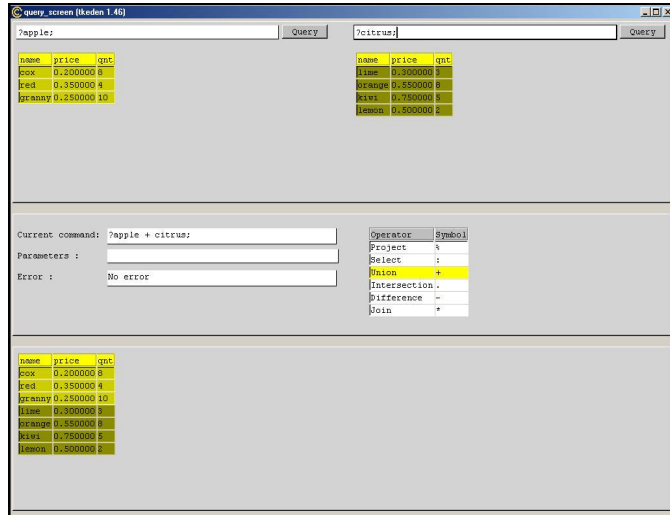 query_screen (tkeden 1.46)
?apple; Query ?citrus; Query
name price qnt
cox 0.200000 8
red 0.350000 4
granny 0.250000 10
name price qnt
lime 0.300000 3
orange 0.550000 8
kiwi 0.750000 5
lemon 0.500000 2
Current command: ?apple + citrus;
Parameters :
Error : No error
Operator Symbol
Project %
Select :
Union +
Intersection .
Difference -
Join *
name price qnt
cox 0.200000 8
red 0.350000 4
granny 0.250000 10
lime 0.300000 3
orange 0.550000 8
kiwi 0.750000 5
lemon 0.500000 2